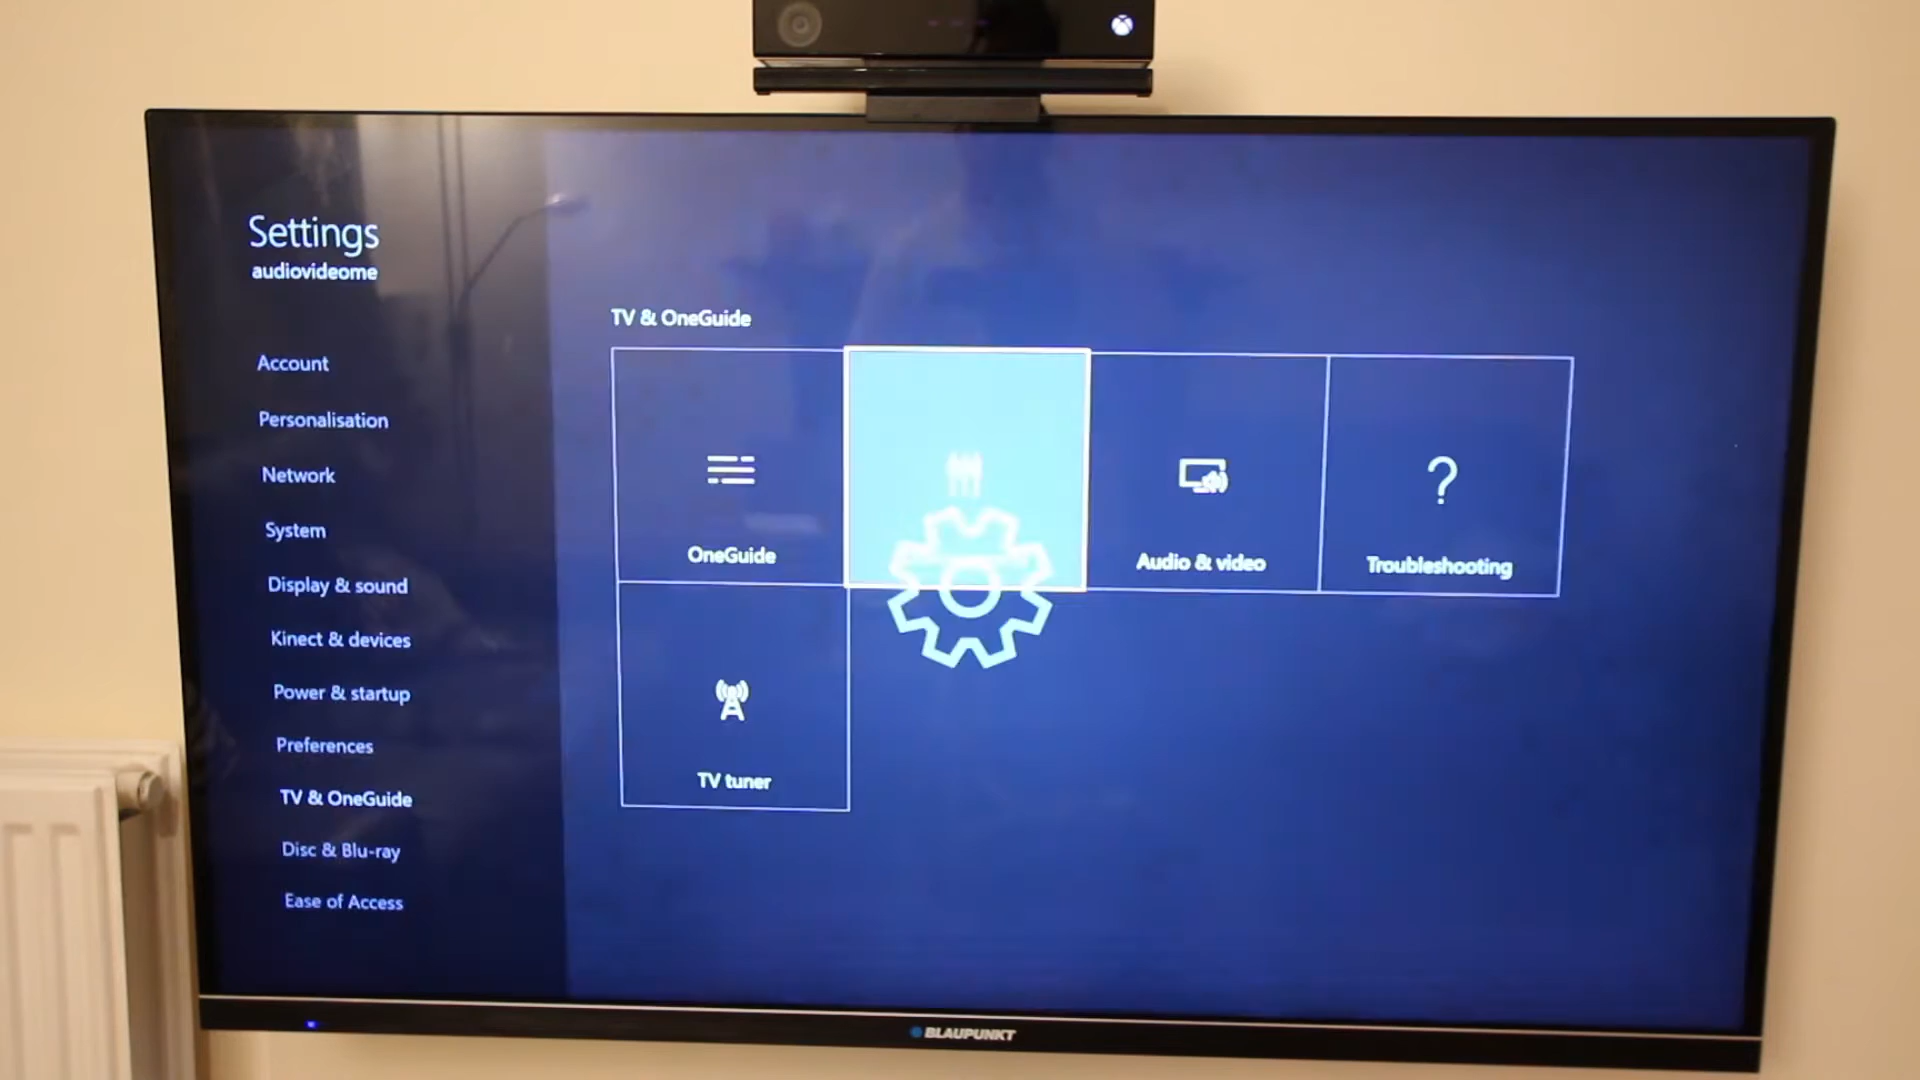 Settings
audiovideome
Account
Personalisation
Network
System
Display & sound
Kinect & devices
Power & startup
Preferences
TV & OneGuide
Disc & Blu-ray
Ease of Access
TV & OneGuide
OneGuide
Audio & video
Troubleshooting
TV tuner
BLAUPUNKT